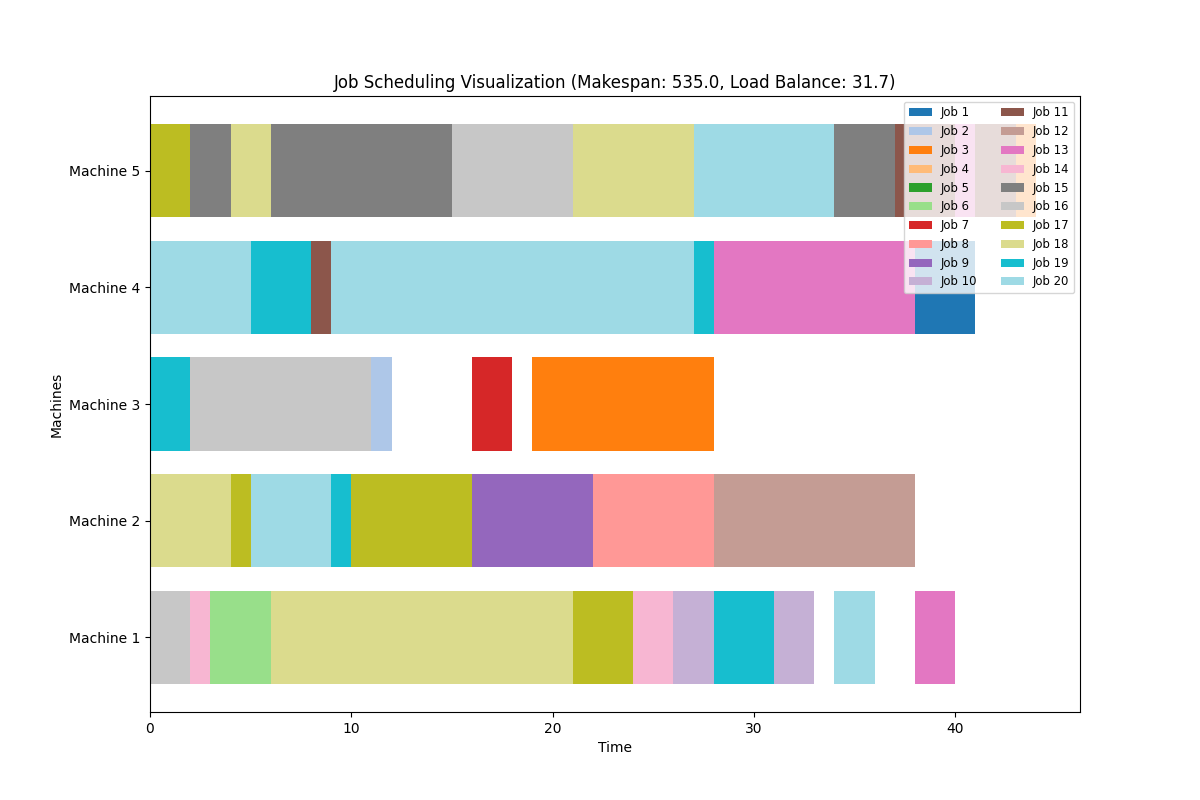 Job Scheduling Visualization (Makespan: 535.0, Load Balance: 31.7)
Job 1
Job 2
Job 3
Job 4
Job 5
Job 6
Job 7
Job 8
Job 9
Job 10
Job 11
Job 12
Job 13
Job 14
Job 15
Job 16
Job 17
Job 18
Job 19
Job 20
Machines
Machine 5
Machine 4
Machine 3
Machine 2
Machine 1
0 10 20 30 40
Time